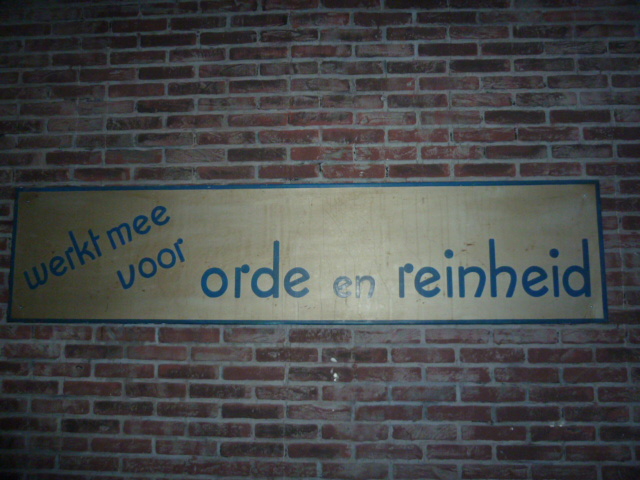 werkt mee
voor
orde en reinheid